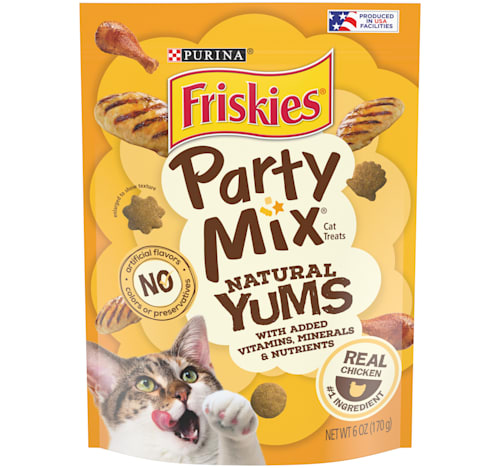 PRODUCED
IN USA
FACILITIES
PURINA®
Friskies®
Party
Mix®
Cat
Treats
NATURAL
YUMS
WITH ADDED
VITAMINS, MINERALS
& NUTRIENTS
enlarged to show texture
artificial flavors
NO
colors or preservatives
REAL
CHICKEN
#1 INGREDIENT
NET WT 6 OZ (170 g)